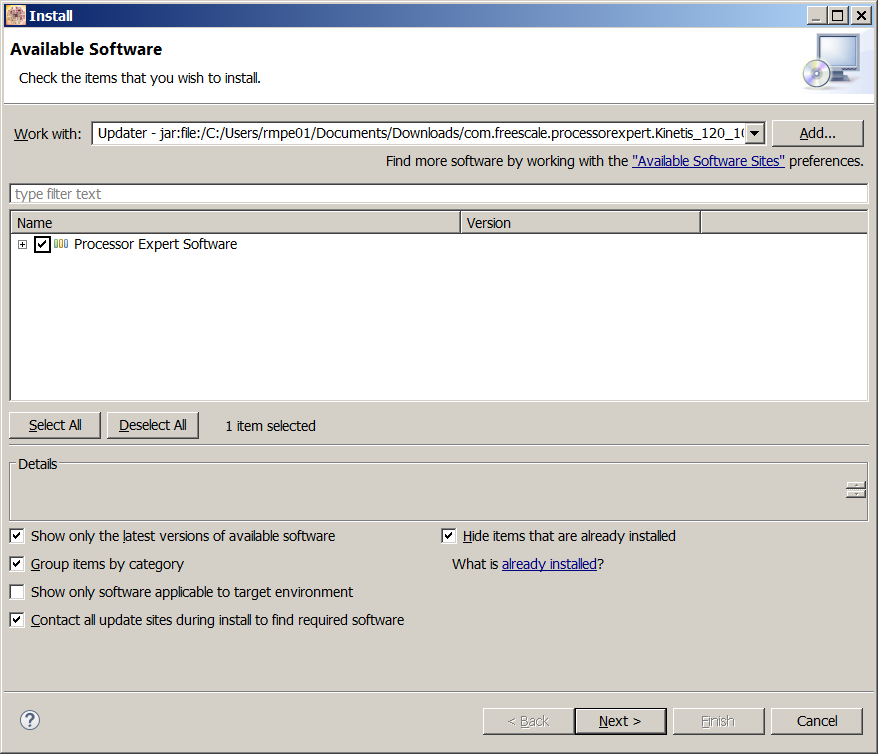 Install
Available Software
Check the items that you wish to install.
Work with: Updater - jar:file:/C:/Users/rmpe01/Documents/Downloads/com.freescale.processorexpert.Kinetis_120_10 Add...
Find more software by working with the "Available Software Sites" preferences.
type filter text
Name Version
Processor Expert Software
Select All Deselect All 1 item selected
Details
Show only the latest versions of available software Hide items that are already installed
Group items by category What is already installed?
Show only software applicable to target environment
Contact all update sites during install to find required software
? < Back Next > Finish Cancel